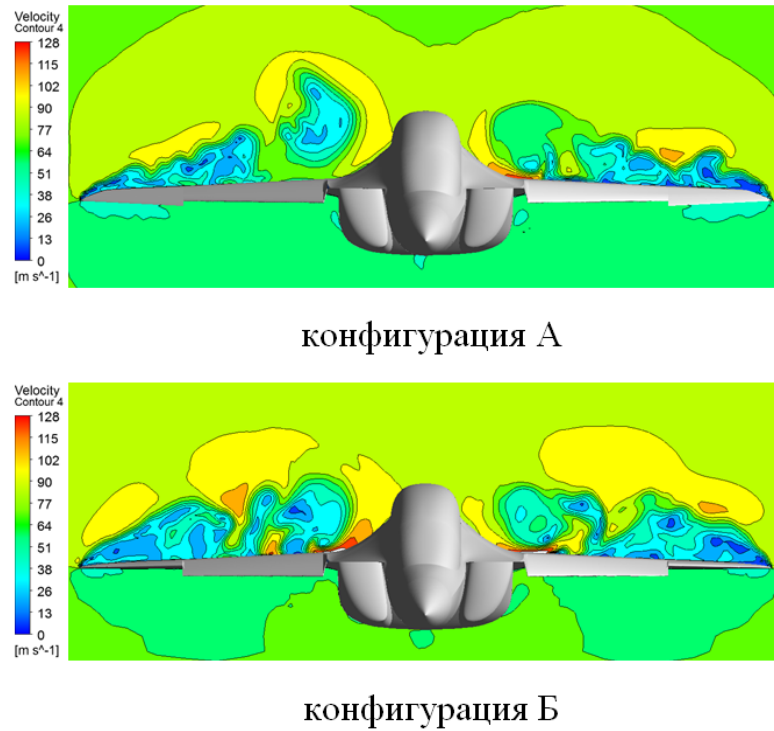 Velocity
Contour 4
128
115
102
90
77
64
51
38
26
13
0
[m s^-1]
конфигурация А
Velocity
Contour 4
128
115
102
90
77
64
51
38
26
13
0
[m s^-1]
конфигурация Б